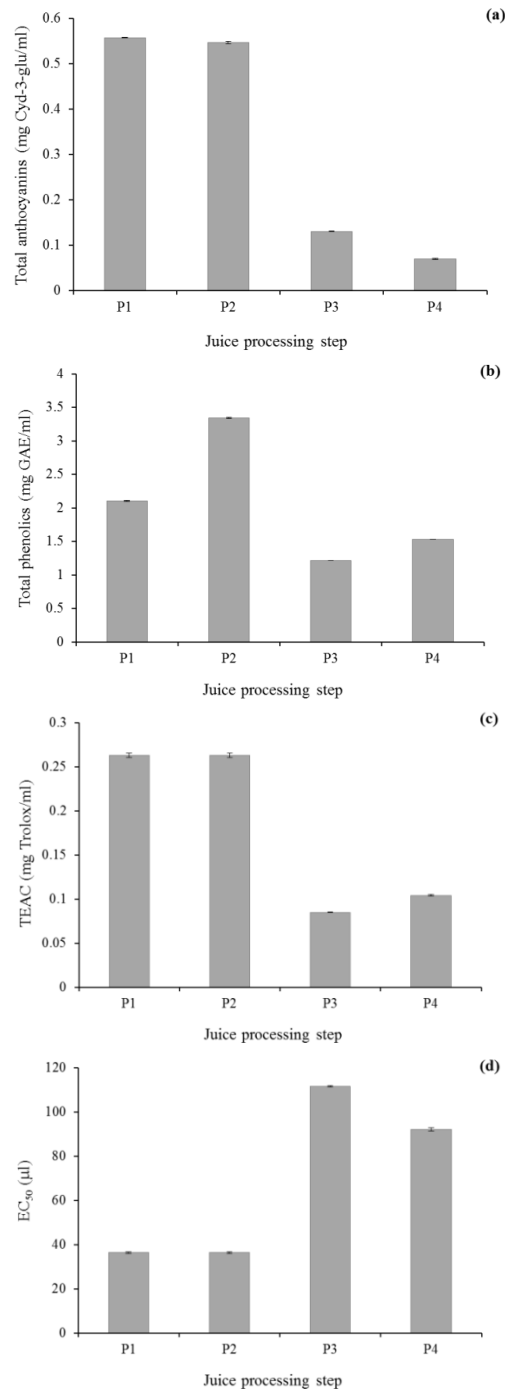 (a)
0.6
0.5
0.4
0.3
0.2
0.1
0
Total anthocyanins (mg Cyd-3-glu/ml)
P1 P2 P3 P4
Juice processing step
(b)
4
3.5
3
2.5
2
1.5
1
0.5
0
Total phenolics (mg GAE/ml)
P1 P2 P3 P4
Juice processing step
(c)
0.3
0.25
0.2
0.15
0.1
0.05
0
TEAC (mg Trolox/ml)
P1 P2 P3 P4
Juice processing step
(d)
120
100
80
60
40
20
0
EC₅₀ (µl)
P1 P2 P3 P4
Juice processing step